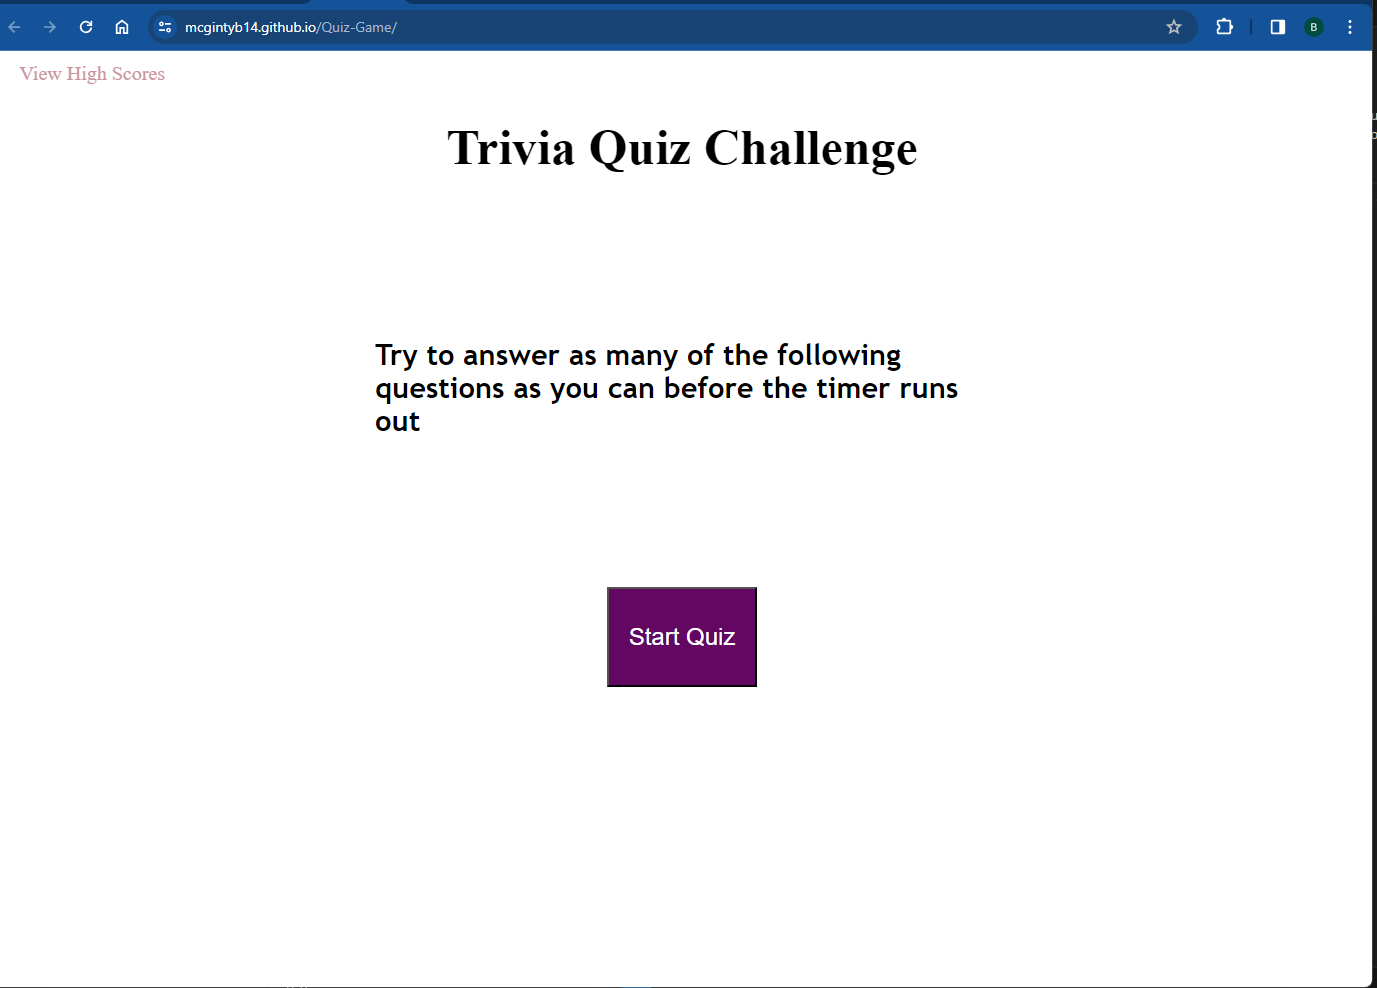 mcgintyb14.github.io/Quiz-Game/
B
View High Scores
Trivia Quiz Challenge
Try to answer as many of the following
questions as you can before the timer runs
out
Start Quiz